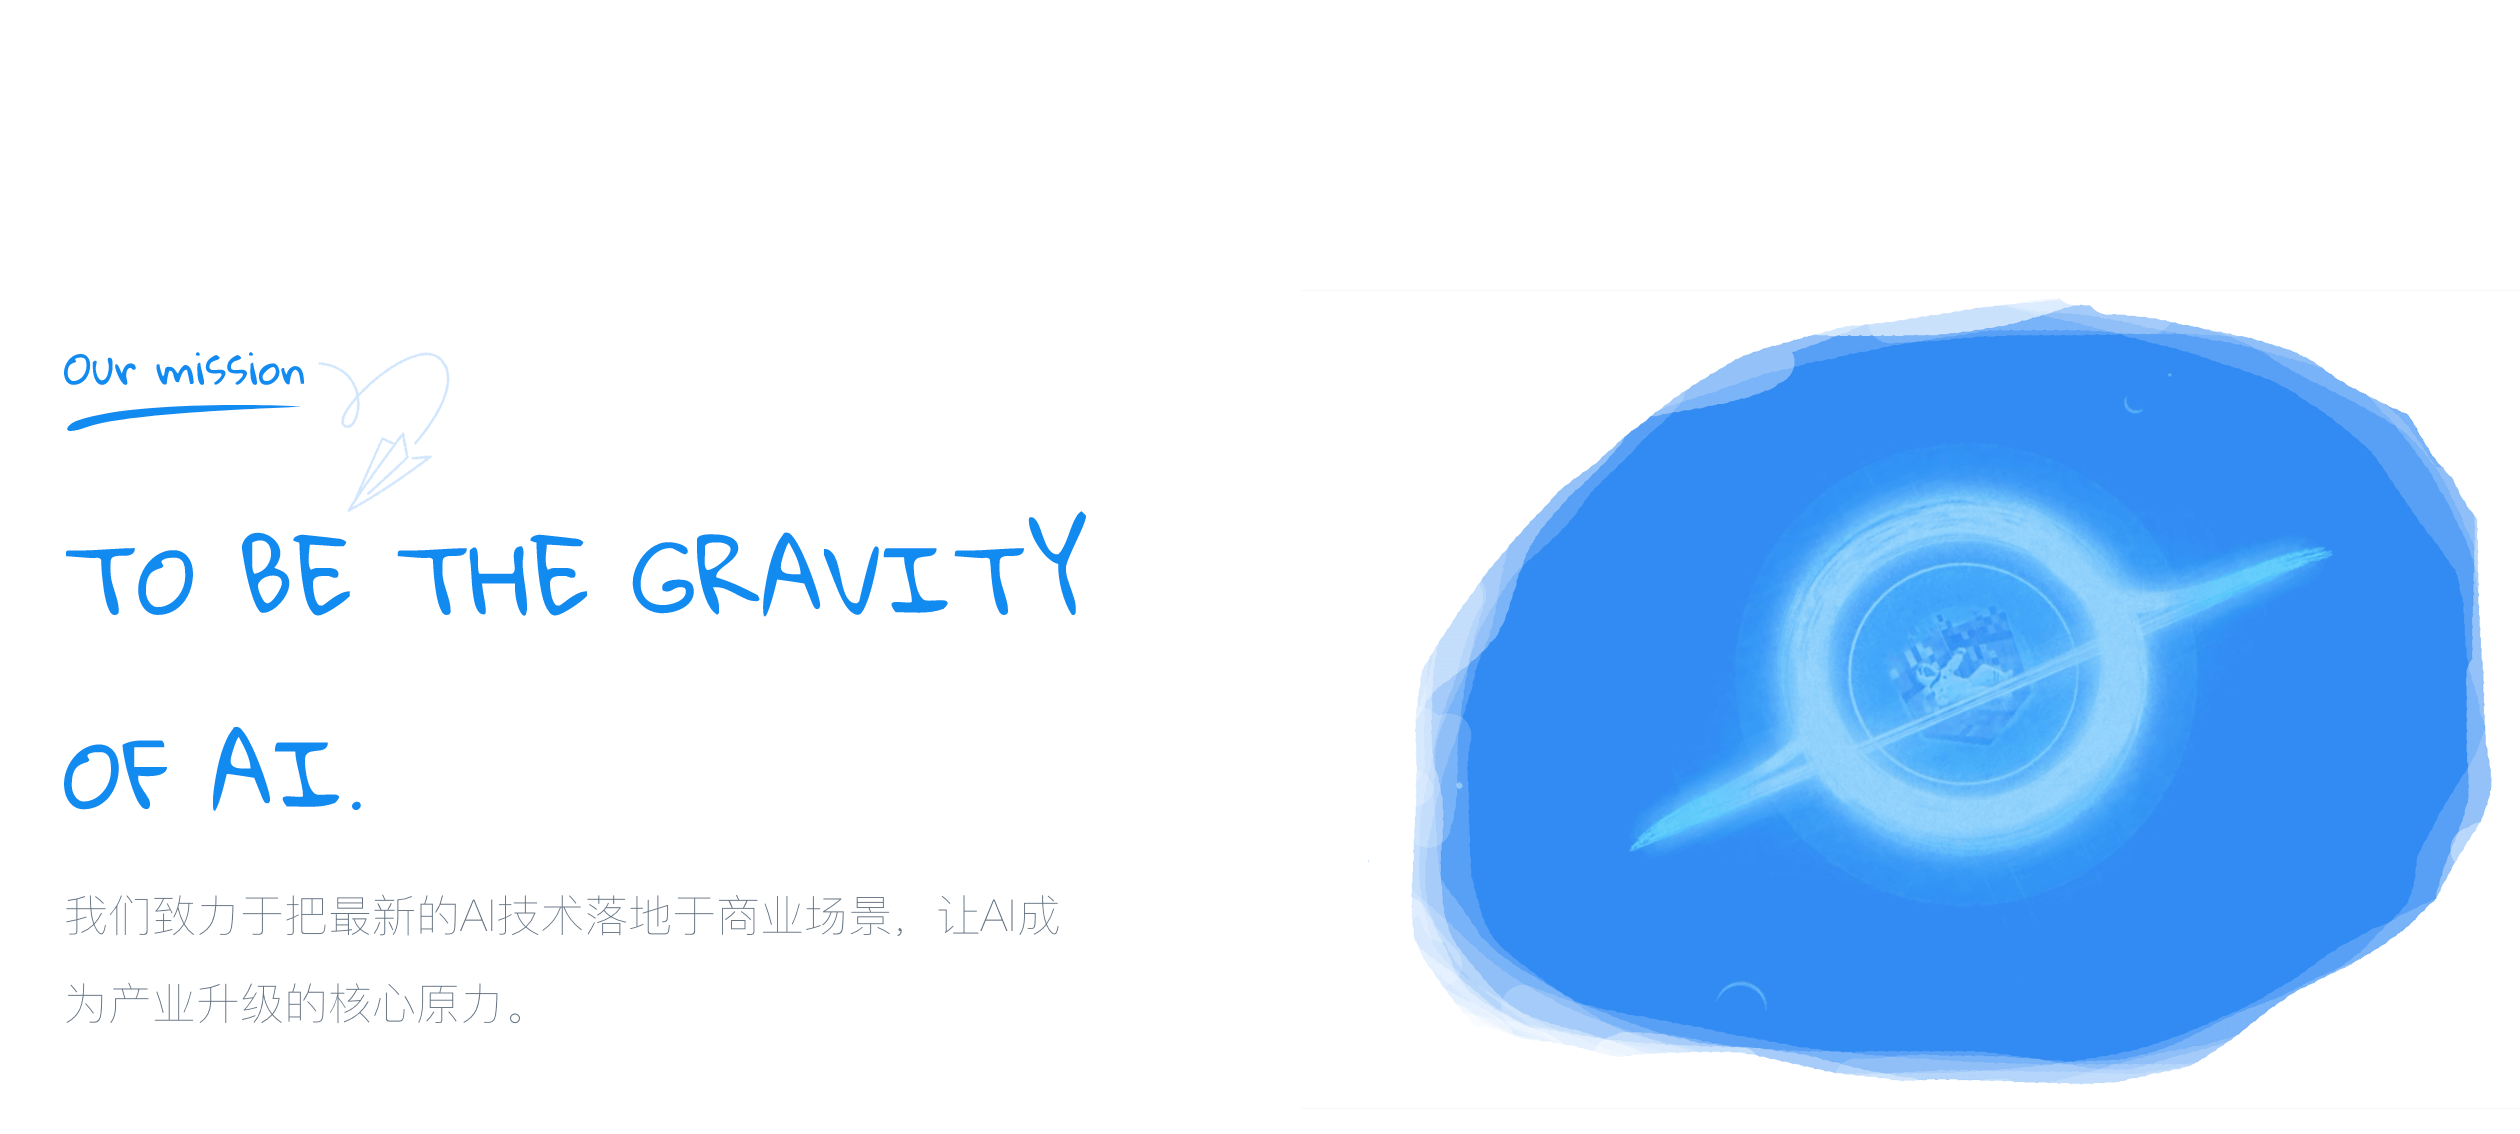 our mission
TO BE THE GRAVITY
OF AI.
我们致力于把最新的AI技术落地于商业场景，让AI成
为产业升级的核心原力。